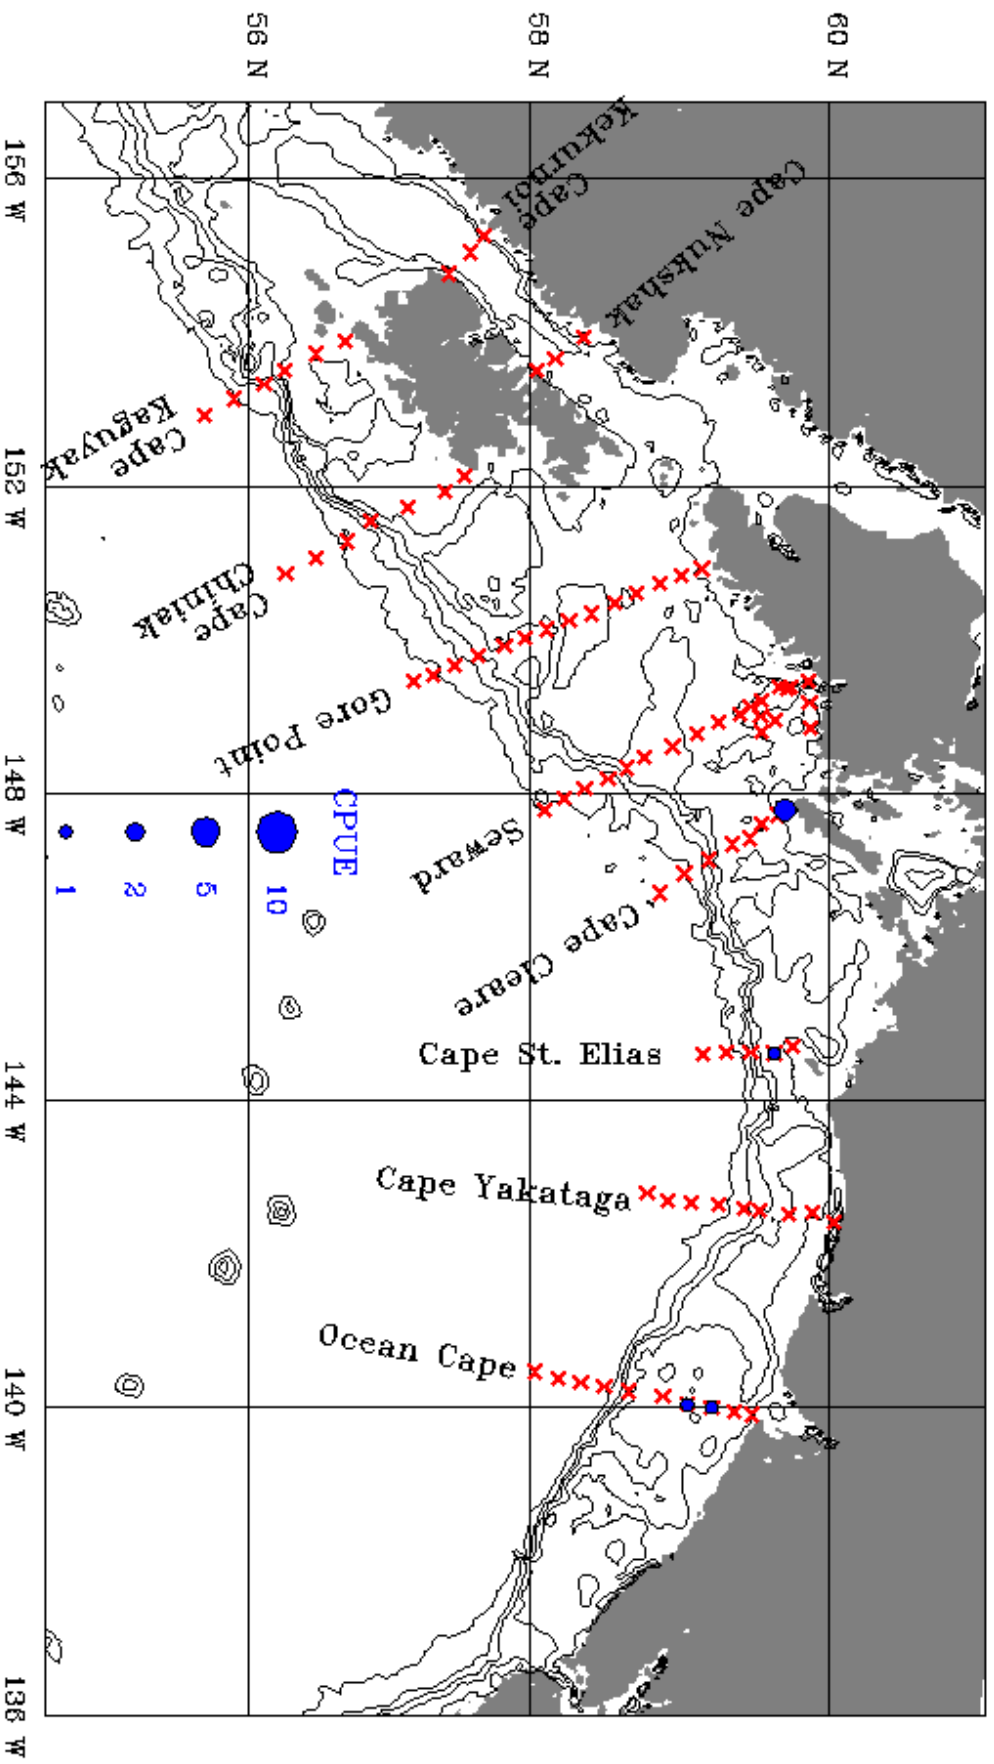 60 N
58 N
56 N
156 W
152 W
148 W
144 W
140 W
136 W
Cape
Kekurnoi
Cape Nukshak
Cape
Kaguyak
Cape
Chiniak
Gore Point
Seward
Cape Cleare
Cape St. Elias
Cape Yakataga
Ocean Cape
CPUE
10
5
2
1